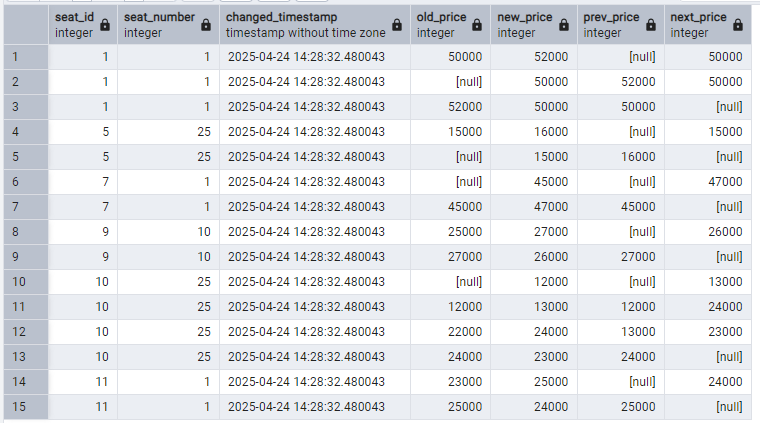 seat_id seat_number changed_timestamp old_price new_price prev_price next_price
integer integer timestamp without time zone integer integer integer integer
1 1 1 2025-04-24 14:28:32.480043 50000 52000 [null] 50000
2 1 1 2025-04-24 14:28:32.480043 [null] 50000 52000 50000
3 1 1 2025-04-24 14:28:32.480043 52000 50000 50000 [null]
4 5 25 2025-04-24 14:28:32.480043 15000 16000 [null] 15000
5 5 25 2025-04-24 14:28:32.480043 [null] 15000 16000 [null]
6 7 1 2025-04-24 14:28:32.480043 [null] 45000 [null] 47000
7 7 1 2025-04-24 14:28:32.480043 45000 47000 45000 [null]
8 9 10 2025-04-24 14:28:32.480043 25000 27000 [null] 26000
9 9 10 2025-04-24 14:28:32.480043 27000 26000 27000 [null]
10 10 25 2025-04-24 14:28:32.480043 [null] 12000 [null] 13000
11 10 25 2025-04-24 14:28:32.480043 12000 13000 12000 24000
12 10 25 2025-04-24 14:28:32.480043 22000 24000 13000 23000
13 10 25 2025-04-24 14:28:32.480043 24000 23000 24000 [null]
14 11 1 2025-04-24 14:28:32.480043 23000 25000 [null] 24000
15 11 1 2025-04-24 14:28:32.480043 25000 24000 25000 [null]